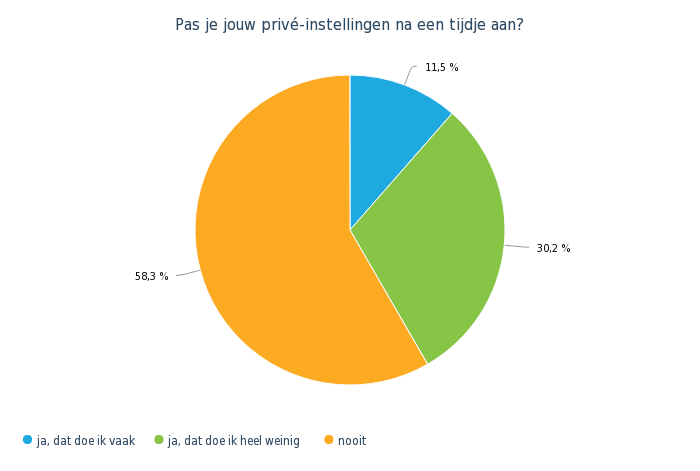 Pas je jouw privé-instellingen na een tijdje aan?
11,5 %
30,2 %
58,3 %
ja, dat doe ik vaak
ja, dat doe ik heel weinig
nooit